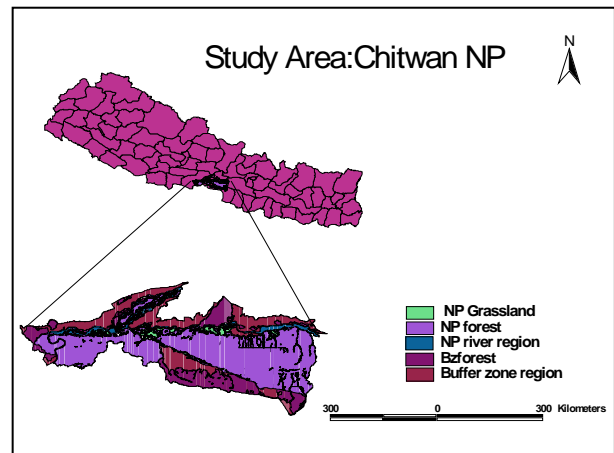 Study Area:Chitwan NP
N
NP Grassland
NP forest
NP river region
Bzforest
Buffer zone region
300 0 300 Kilometers